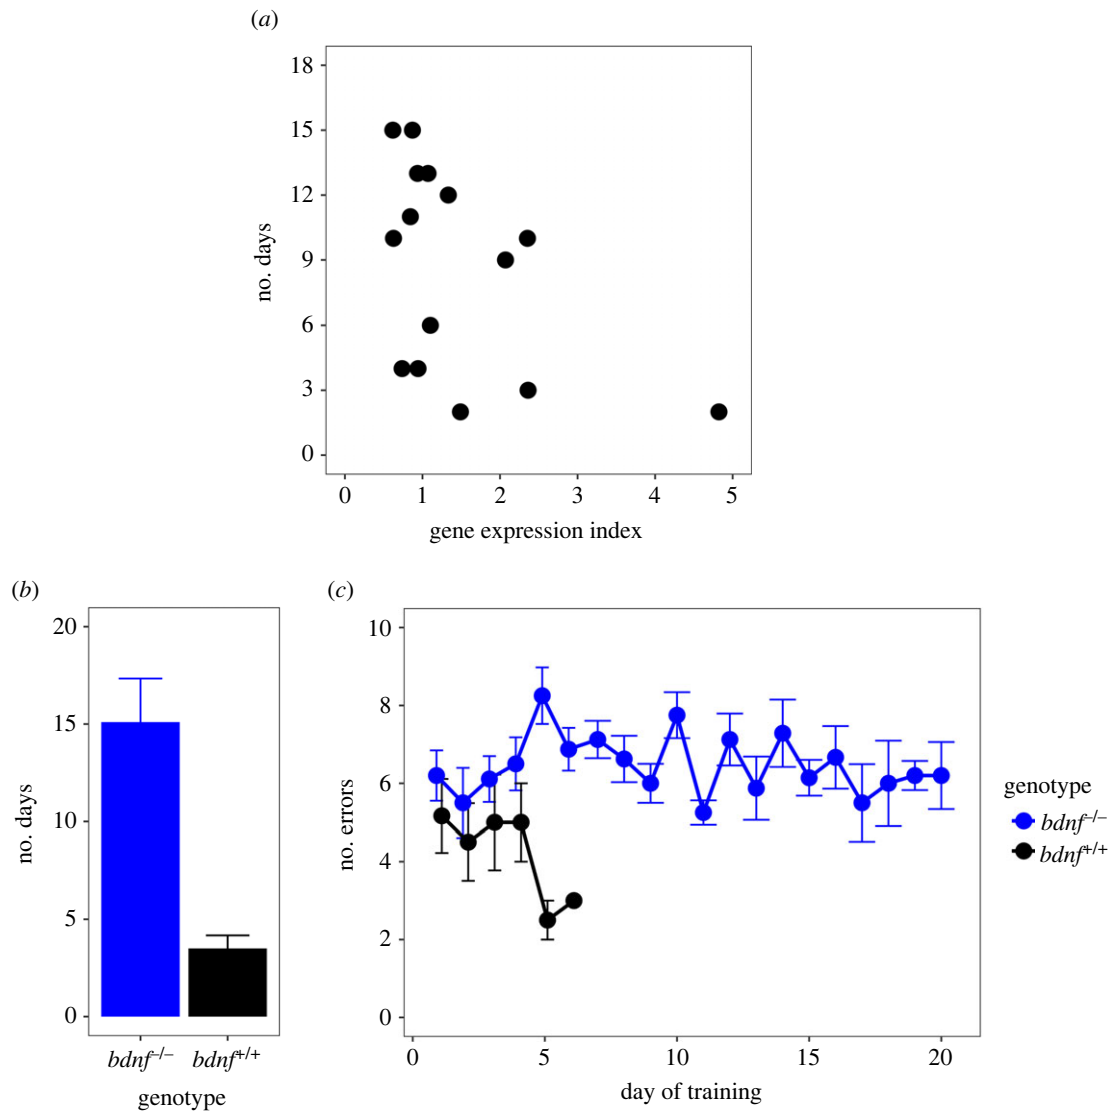 (a)
18
15
12
9
6
3
0
no. days
0 1 2 3 4 5
gene expression index
(b)
20
15
10
5
0
no. days
bdnf–/– bdnf+/+
genotype
(c)
10
8
6
4
2
0
no. errors
0 5 10 15 20
day of training
genotype
bdnf–/–
bdnf+/+